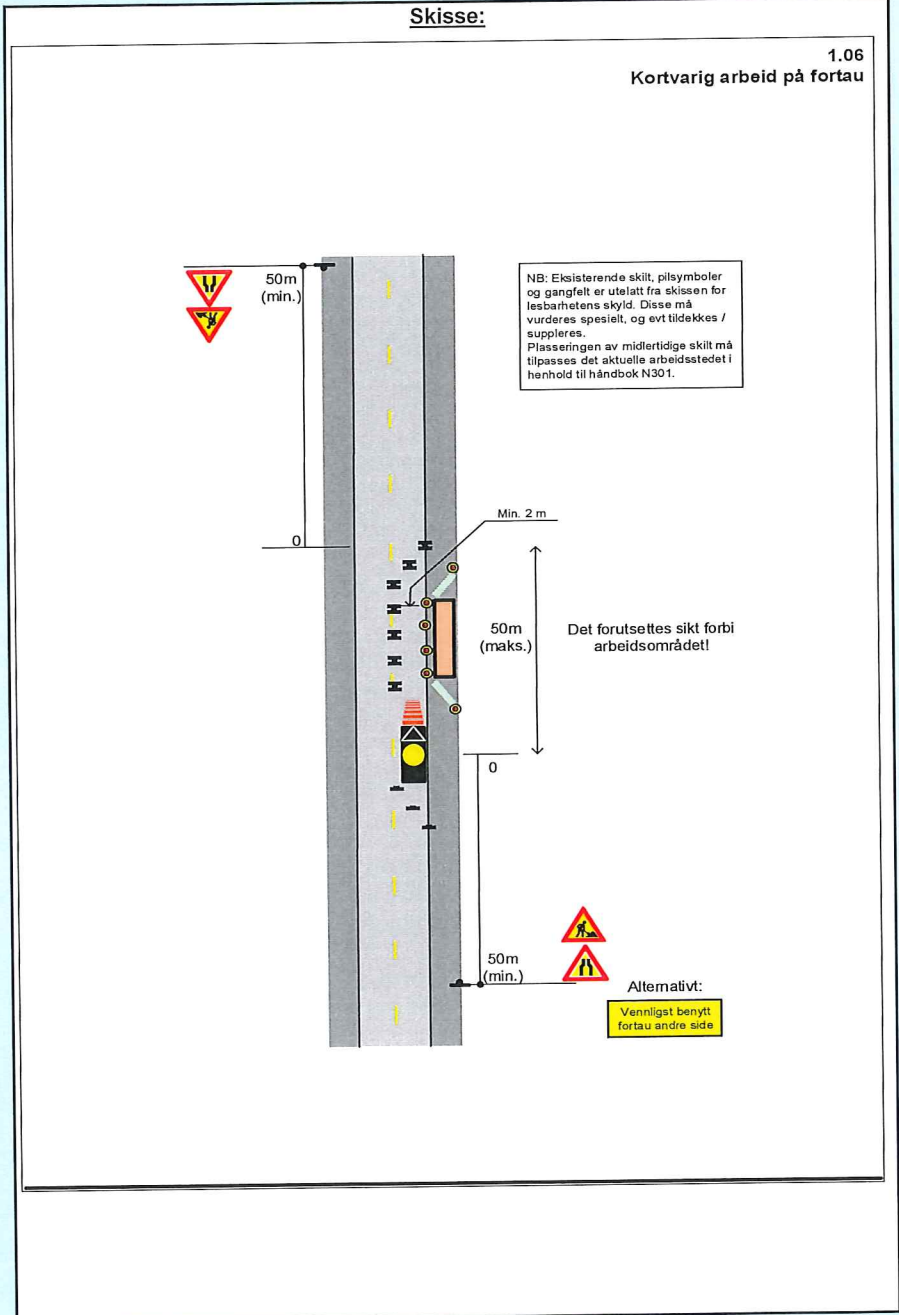 Skisse:
1.06
Kortvarig arbeid på fortau
50m
(min.)
NB: Eksisterende skilt, pilsymboler
og gangfelt er utelatt fra skissen for
lesbarhetens skyld. Disse må
vurderes spesielt, og evt tildekkes /
suppleres.
Plasseringen av midlertidige skilt må
tilpasses det aktuelle arbeidsstedet i
henhold til håndbok N301.
Min. 2 m
0
50m
(maks.)
Det forutsettes sikt forbi
arbeidsområdet!
0
50m
(min.)
Alternativt:
Vennligst benytt
fortau andre side